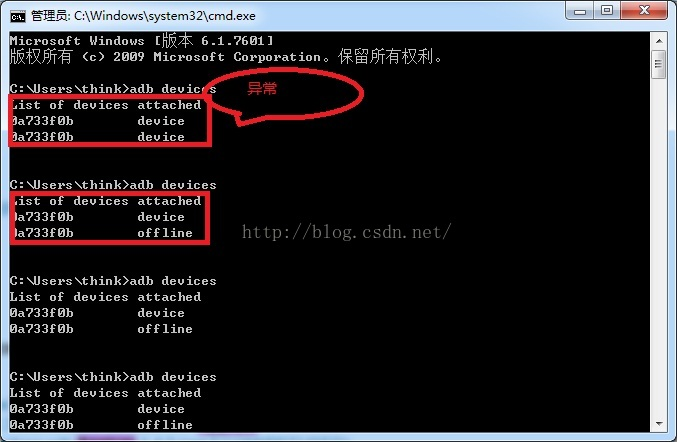 管理员: C:\Windows\system32\cmd.exe
Microsoft Windows [版本 6.1.7601]
版权所有 (c) 2009 Microsoft Corporation。保留所有权利。
C:\Users\think>adb devices
异常
List of devices attached
0a733f0b device
0a733f0b device
C:\Users\think>adb devices
List of devices attached
0a733f0b device
0a733f0b offline
http://blog.csdn.net/
C:\Users\think>adb devices
List of devices attached
0a733f0b device
0a733f0b offline
C:\Users\think>adb devices
List of devices attached
0a733f0b device
0a733f0b offline